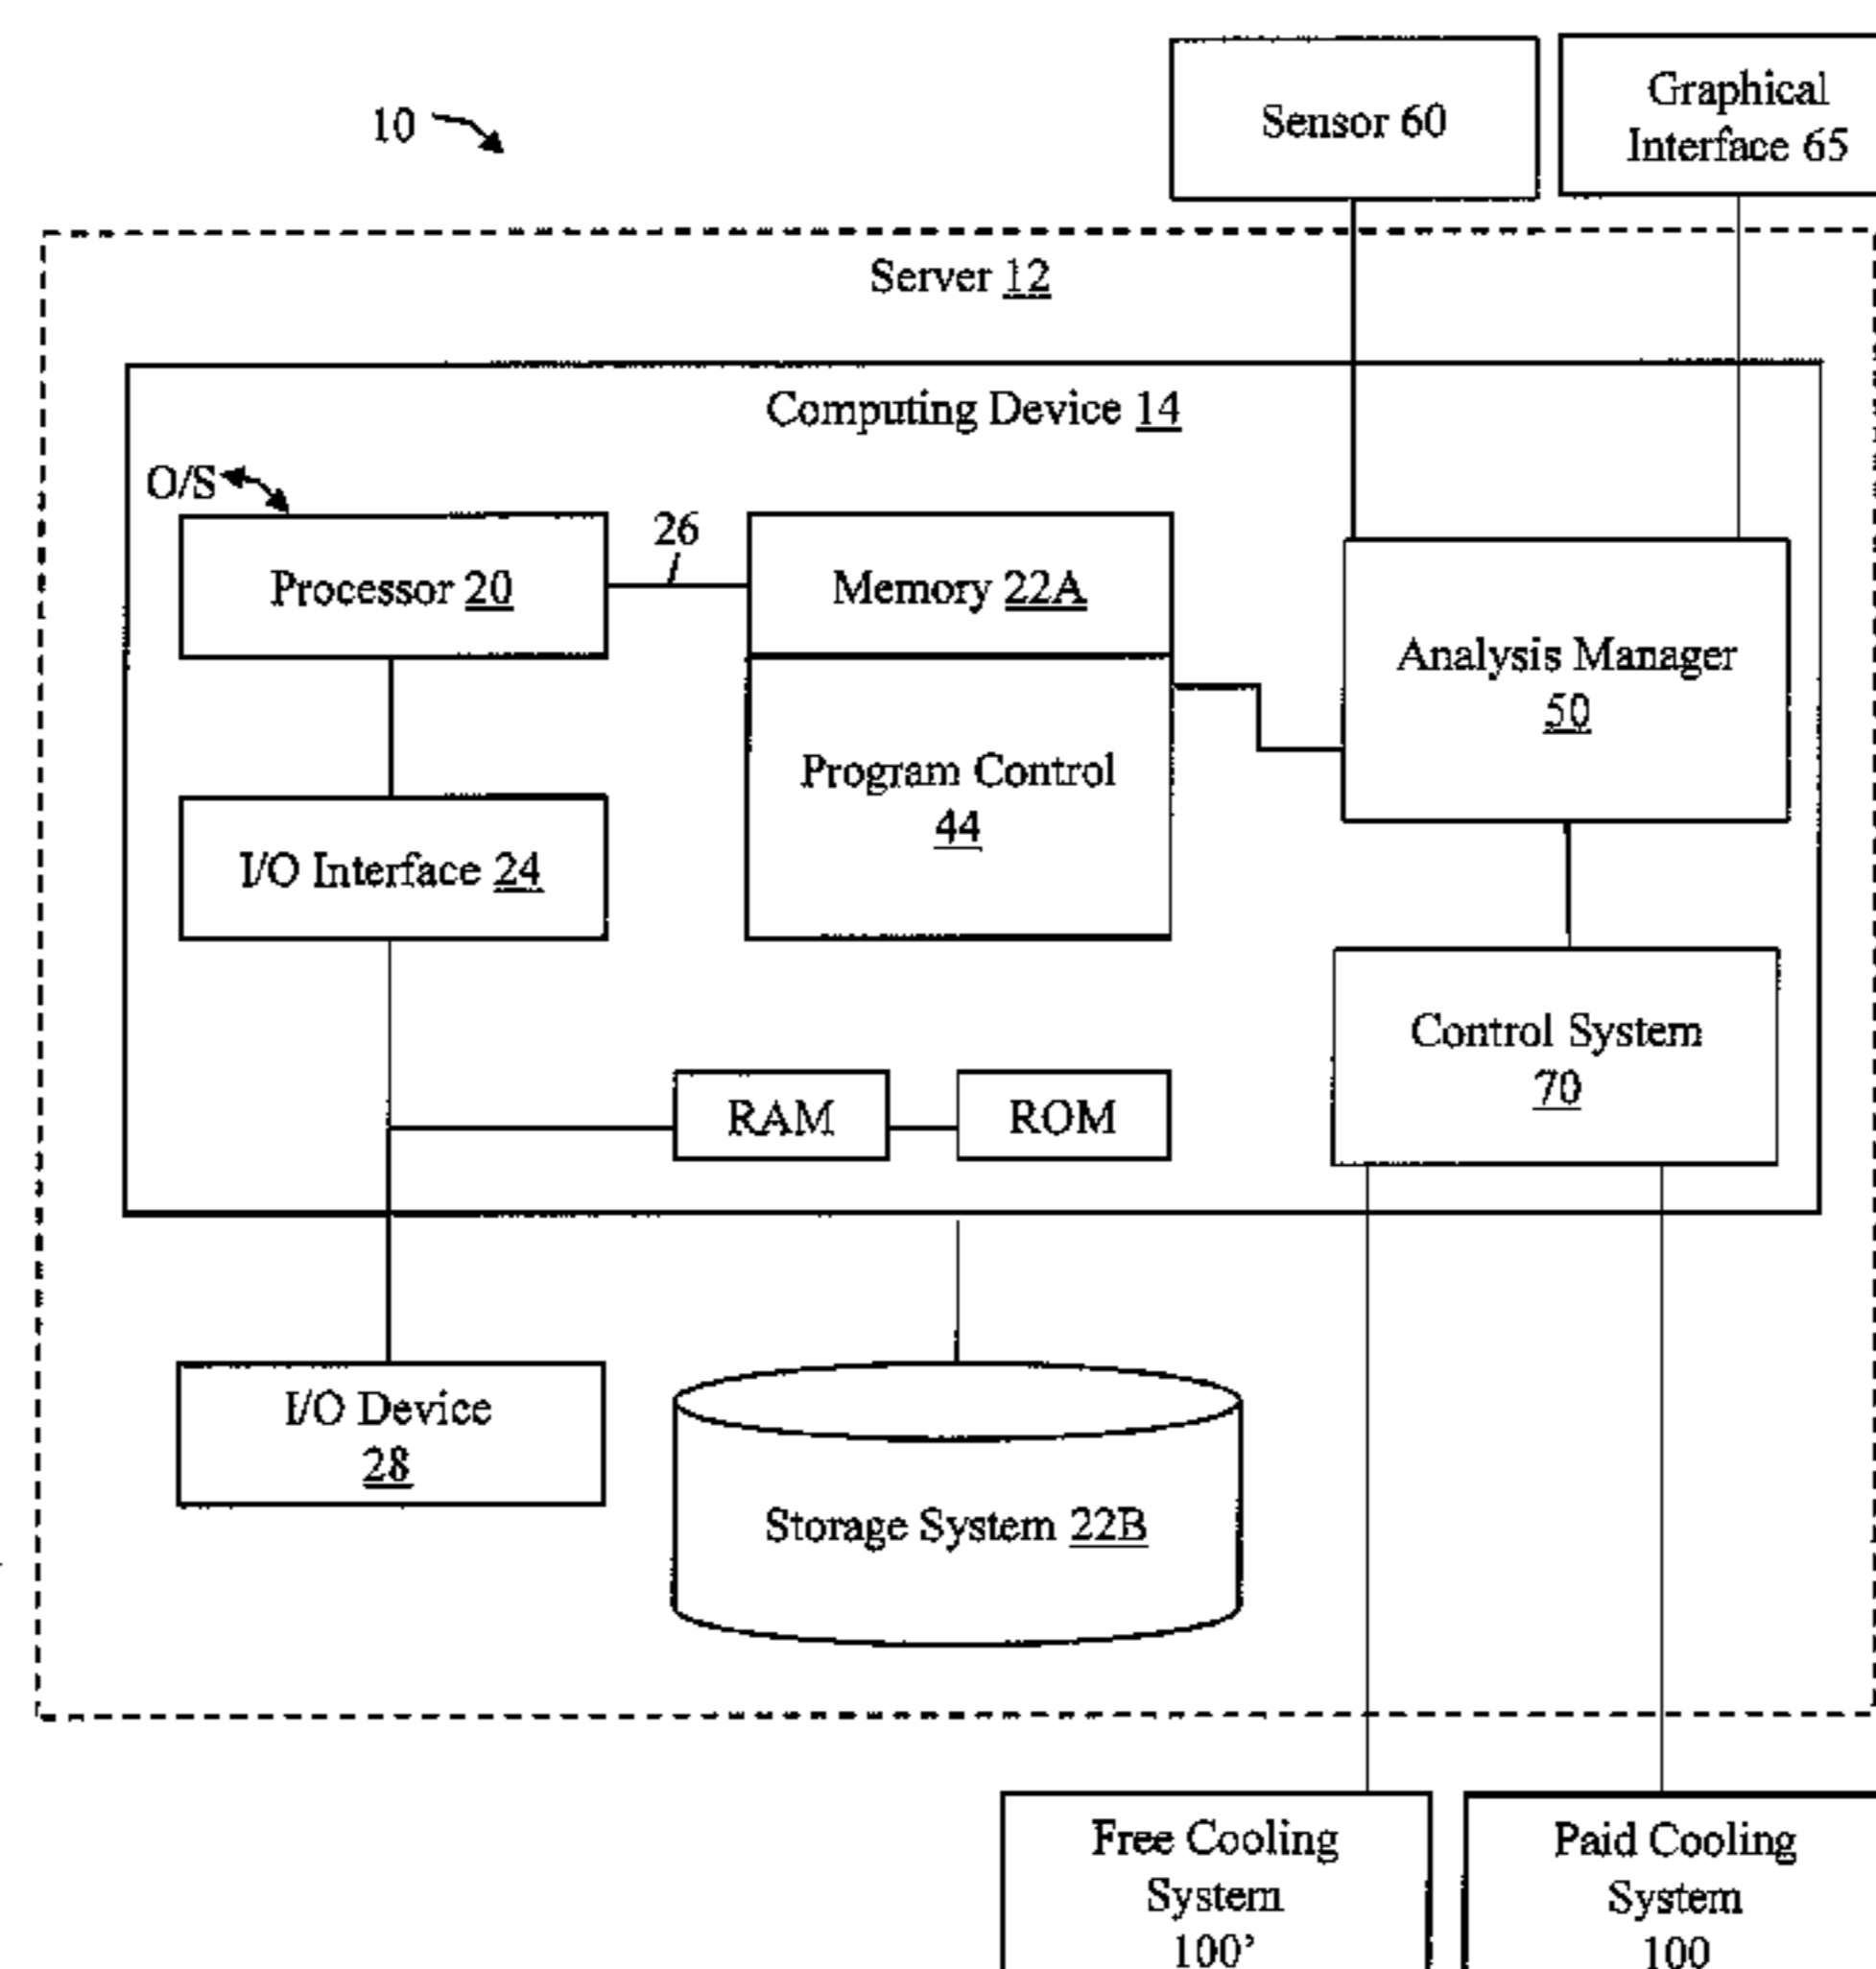 10
Sensor 60
Graphical
Interface 65
Server 12
Computing Device 14
O/S
26
Processor 20
Memory 22A
Analysis Manager
50
Program Control
44
I/O Interface 24
Control System
70
RAM
ROM
I/O Device
28
Storage System 22B
Free Cooling
System
100’
Paid Cooling
System
100